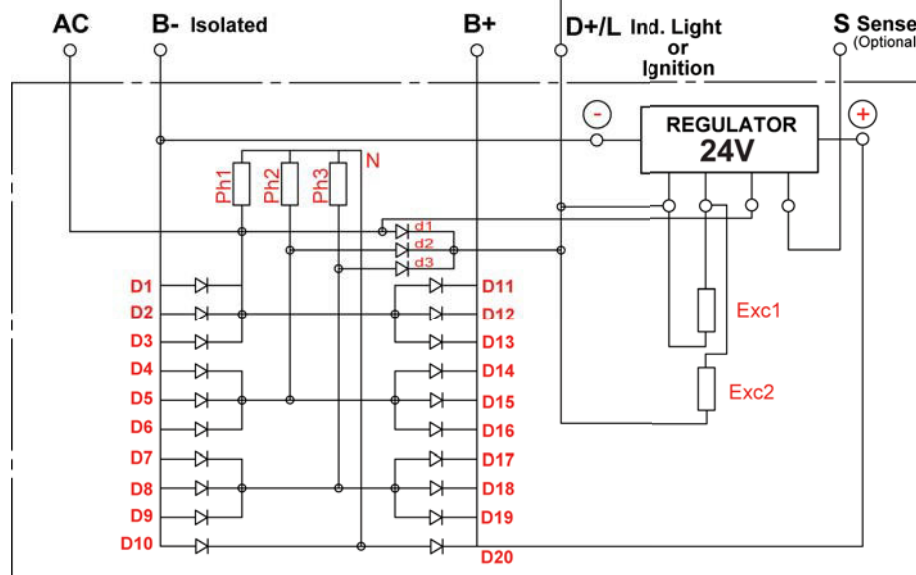 AC
B- Isolated
B+
D+/L Ind. Light
or
Ignition
S Sense
(Optional)
-
REGULATOR
24V
+
N
Ph1
Ph2
Ph3
d1
d2
d3
D1
D2
D3
D4
D5
D6
D7
D8
D9
D10
D11
D12
D13
D14
D15
D16
D17
D18
D19
D20
Exc1
Exc2